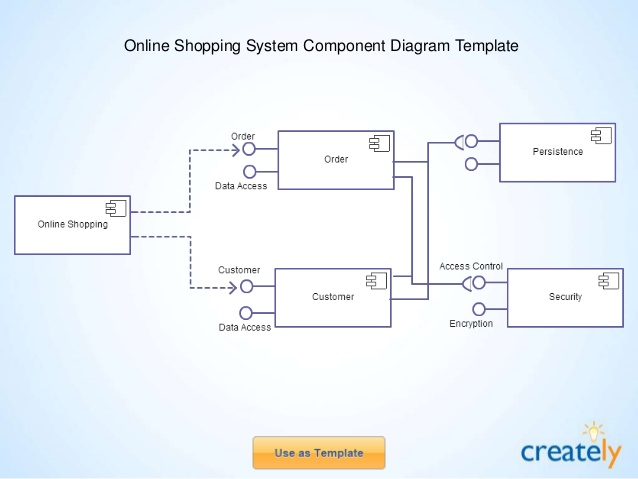 Online Shopping System Component Diagram Template
Order
Order
Data Access
Persistence
Online Shopping
Customer
Customer
Data Access
Access Control
Security
Encryption
Use as Template
creately